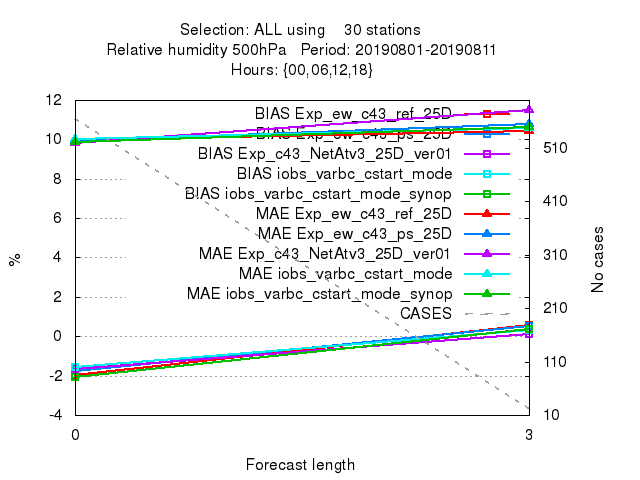 Selection: ALL using    30 stations
Relative humidity 500hPa   Period: 20190801-20190811
Hours: {00,06,12,18}
12
10
8
6
4
2
0
-2
-4
%
BIAS Exp_ew_c43_ref_25D
BIAS Exp_ew_c43_ps_25D
BIAS Exp_c43_NetAtv3_25D_ver01
BIAS iobs_varbc_cstart_mode
BIAS iobs_varbc_cstart_mode_synop
MAE Exp_ew_c43_ref_25D
MAE Exp_ew_c43_ps_25D
MAE Exp_c43_NetAtv3_25D_ver01
MAE iobs_varbc_cstart_mode
MAE iobs_varbc_cstart_mode_synop
CASES
510
410
310
210
110
10
No cases
0
3
Forecast length